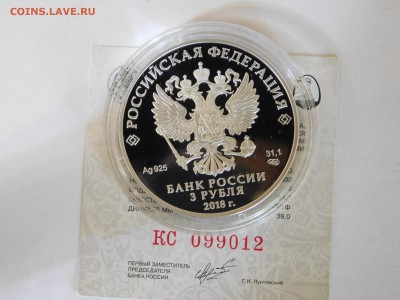 COINS.LAVE.RU
РОССИЙСКАЯ ФЕДЕРАЦИЯ
Ag 925
31,1
БАНК РОССИИ
3 РУБЛЯ
2018 г.
39,0
КС 099012
ПЕРВЫЙ ЗАМЕСТИТЕЛЬ
ПРЕДСЕДАТЕЛЯ
БАНКА РОССИИ
Г.И. Лунтовский